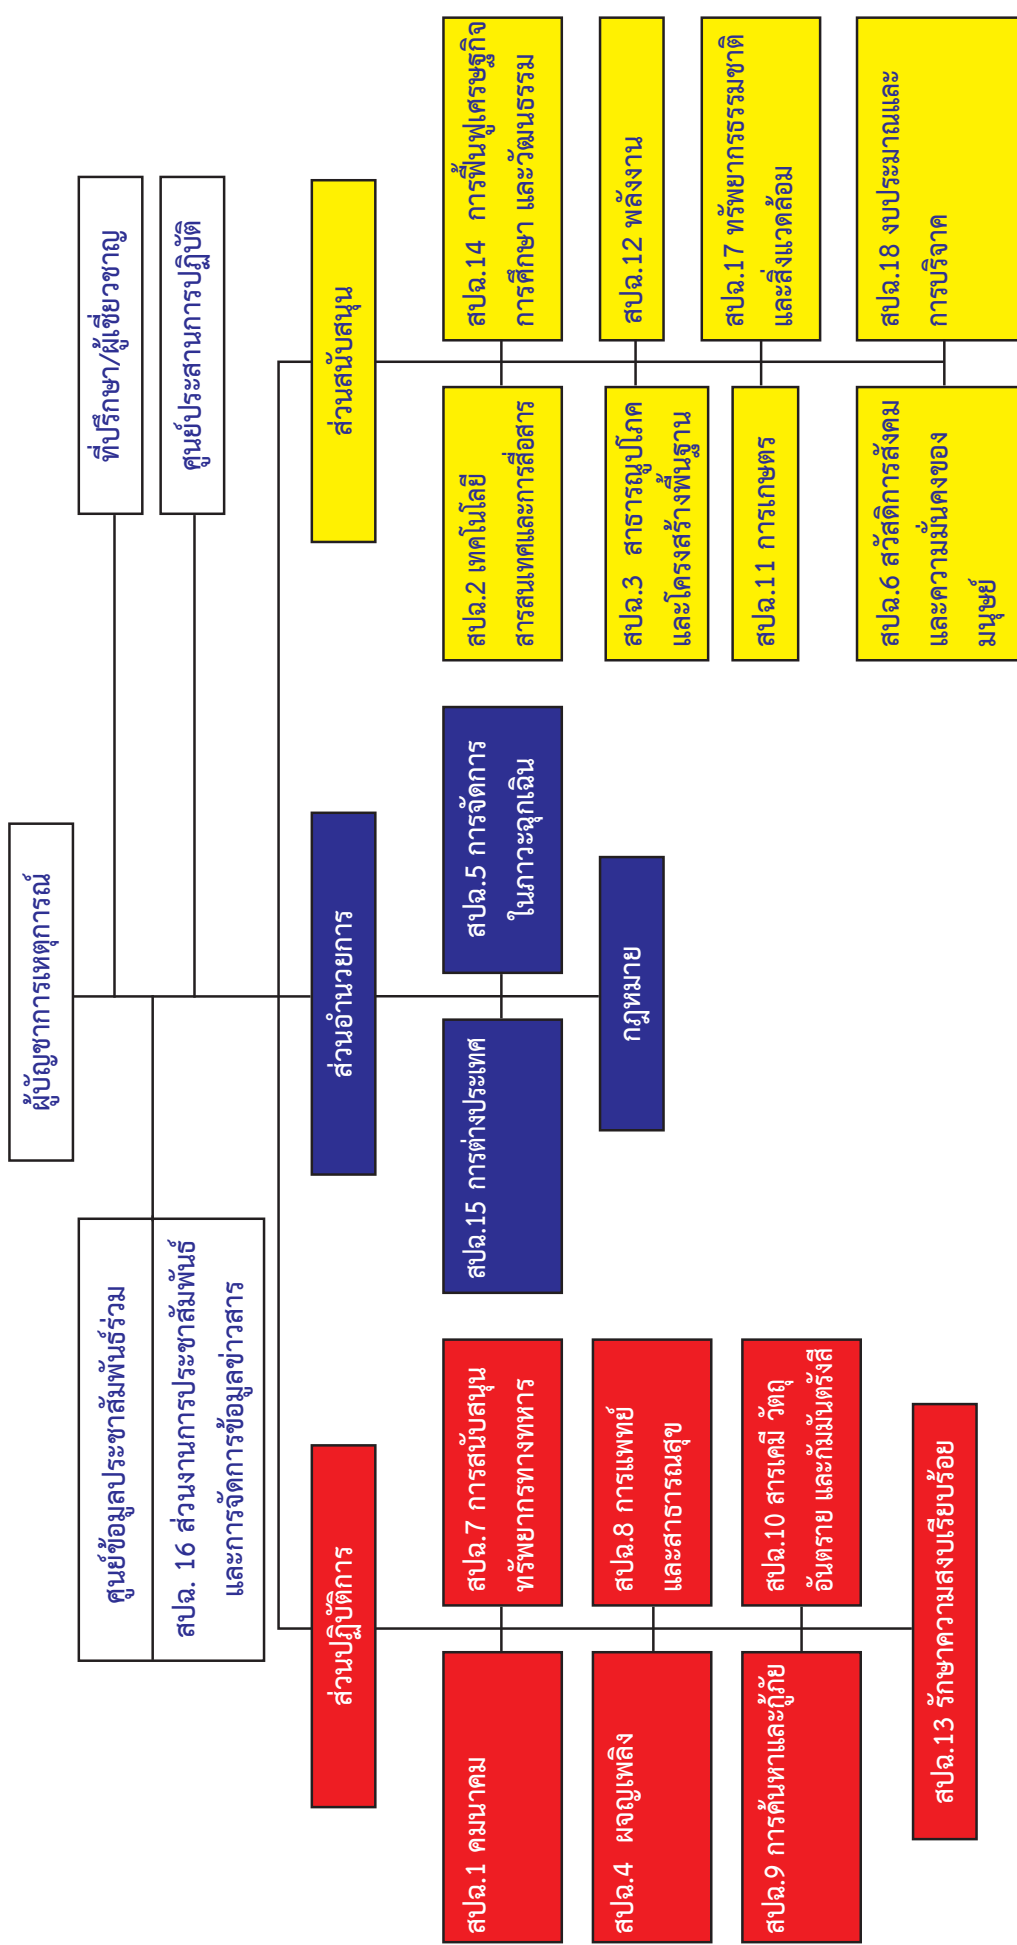 ผู้บัญชาการเหตุการณ์
ที่ปรึกษา/ผู้เชี่ยวชาญ
ศูนย์ประสานการปฏิบัติ
ศูนย์ข้อมูลประชาสัมพันธ์ร่วม
สปฉ. 16 ส่วนงานการประชาสัมพันธ์
และการจัดการข้อมูลข่าวสาร
ส่วนปฏิบัติการ
สปฉ.1 คมนาคม
สปฉ.7 การสนับสนุน
ทรัพยากรทางทหาร
สปฉ.4 ผจญเพลิง
สปฉ.8 การแพทย์
และสาธารณสุข
สปฉ.9 การค้นหาและกู้ภัย
สปฉ.10 สารเคมี วัตถุ
อันตราย และกัมมันตรังสี
สปฉ.13 รักษาความสงบเรียบร้อย
ส่วนอำนวยการ
สปฉ.15 การต่างประเทศ
สปฉ.5 การจัดการ
ในภาวะฉุกเฉิน
กฎหมาย
ส่วนสนับสนุน
สปฉ.2 เทคโนโลยี
สารสนเทศและการสื่อสาร
สปฉ.14 การฟื้นฟูเศรษฐกิจ
การศึกษา และวัฒนธรรม
สปฉ.3 สาธารณูปโภค
และโครงสร้างพื้นฐาน
สปฉ.12 พลังงาน
สปฉ.11 การเกษตร
สปฉ.17 ทรัพยากรธรรมชาติ
และสิ่งแวดล้อม
สปฉ.6 สวัสดิการสังคม
และความมั่นคงของ
มนุษย์
สปฉ.18 งบประมาณและ
การบริจาค